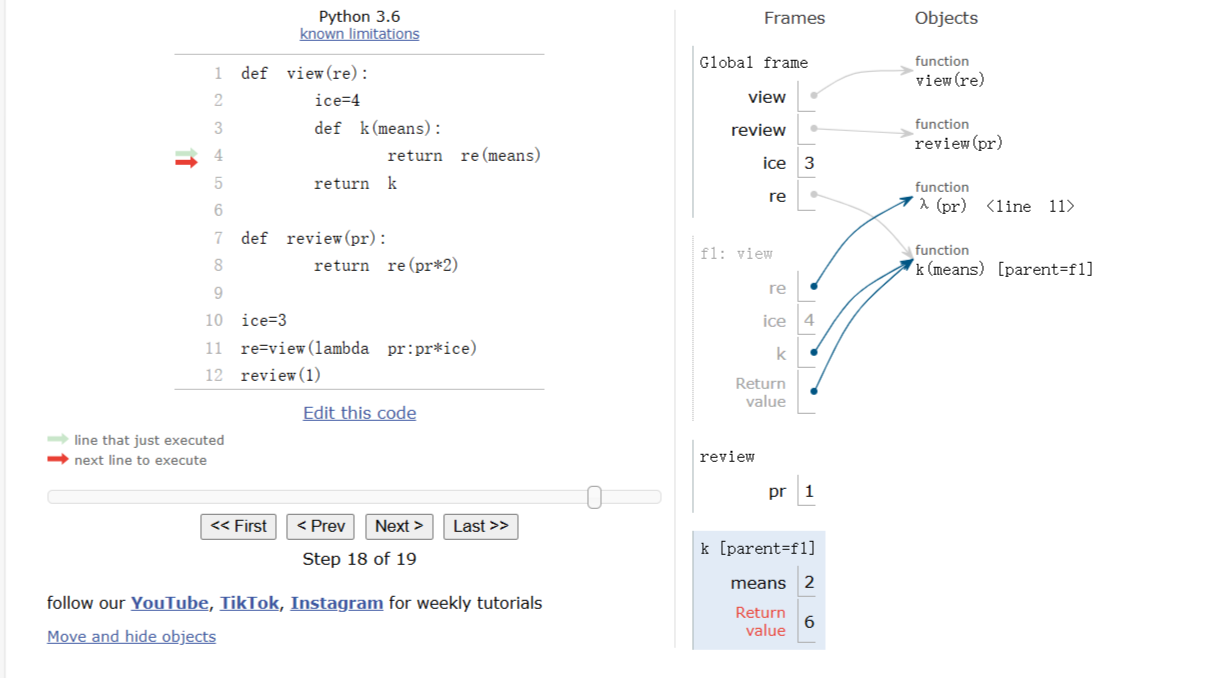 Python 3.6
known limitations
1 def view(re):
2 ice=4
3 def k(means):
4 return re(means)
5 return k
6
7 def review(pr):
8 return re(pr*2)
9
10 ice=3
11 re=view(lambda pr:pr*ice)
12 review(1)
Edit this code
line that just executed
next line to execute
<< First < Prev Next > Last >>
Step 18 of 19
follow our YouTube, TikTok, Instagram for weekly tutorials
Move and hide objects
Frames Objects
Global frame
view
review
ice 3
re
function
view(re)
function
review(pr)
function
λ(pr) <line 11>
function
k(means) [parent=f1]
f1: view
re
ice 4
k
Return
value
review
pr 1
k [parent=f1]
means 2
Return
value 6